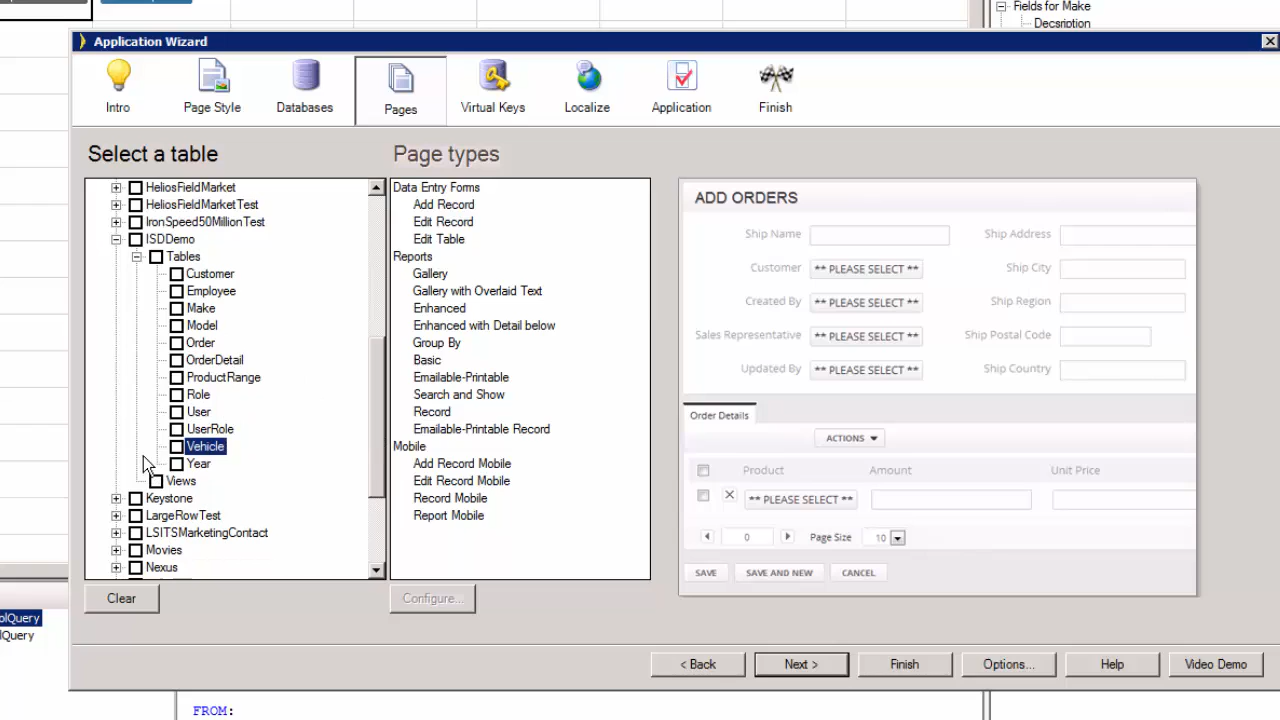 Fields for Make
Decsription
Application Wizard
Intro
Page Style
Databases
Pages
Virtual Keys
Localize
Application
Finish
Select a table
HeliosFieldMarket
HeliosFieldMarketTest
IronSpeed50MillionTest
ISDDemo
Tables
Customer
Employee
Make
Model
Order
OrderDetail
ProductRange
Role
User
UserRole
Vehicle
Year
Views
Keystone
LargeRowTest
LSITSMarketingContact
Movies
Nexus
Clear
Page types
Data Entry Forms
Add Record
Edit Record
Edit Table
Reports
Gallery
Gallery with Overlaid Text
Enhanced
Enhanced with Detail below
Group By
Basic
Emailable-Printable
Search and Show
Record
Emailable-Printable Record
Mobile
Add Record Mobile
Edit Record Mobile
Record Mobile
Report Mobile
Configure...
ADD ORDERS
Ship Name Ship Address
Customer ** PLEASE SELECT ** Ship City
Created By ** PLEASE SELECT ** Ship Region
Sales Representative ** PLEASE SELECT ** Ship Postal Code
Updated By ** PLEASE SELECT ** Ship Country
Order Details
ACTIONS
Product Amount Unit Price
** PLEASE SELECT **
0 Page Size 10
SAVE SAVE AND NEW CANCEL
< Back Next > Finish Options... Help Video Demo
olQuery
lQuery
FROM: